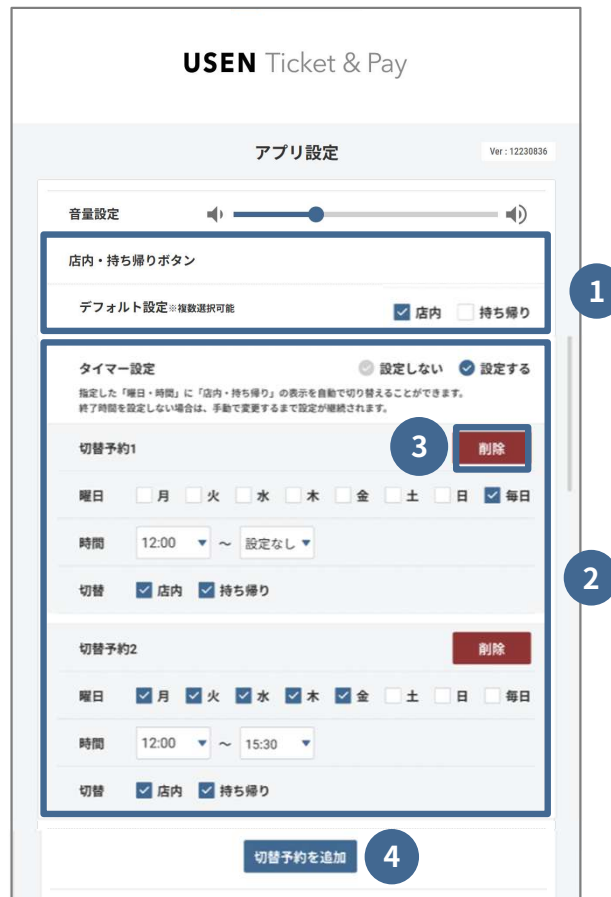 USEN Ticket & Pay
アプリ設定
Ver : 12230836
音量設定
店内・持ち帰りボタン
1
デフォルト設定※複数選択可能 店内 持ち帰り
タイマー設定 設定しない 設定する
指定した「曜日・時間」に「店内・持ち帰り」の表示を自動で切り替えることができます。
終了時間を設定しない場合は、手動で変更するまで設定が継続されます。
切替予約1 3 削除
曜日 月 火 水 木 金 土 日 毎日
時間 12:00 ～ 設定なし
2
切替 店内 持ち帰り
切替予約2 削除
曜日 月 火 水 木 金 土 日 毎日
時間 12:00 ～ 15:30
切替 店内 持ち帰り
切替予約を追加 4